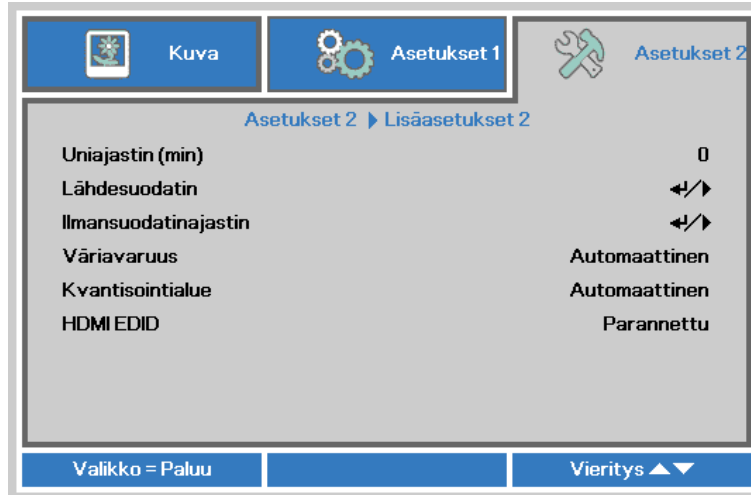 Kuva Asetukset 1 Asetukset 2
Asetukset 2 ▶ Lisäasetukset 2
Uniajastin (min) 0
Lähdesuodatin ↵/▶
Ilmansuodatinajastin ↵/▶
Väriavaruus Automaattinen
Kvantisointialue Automaattinen
HDMI EDID Parannettu
Valikko = Paluu Vieritys ▲▼